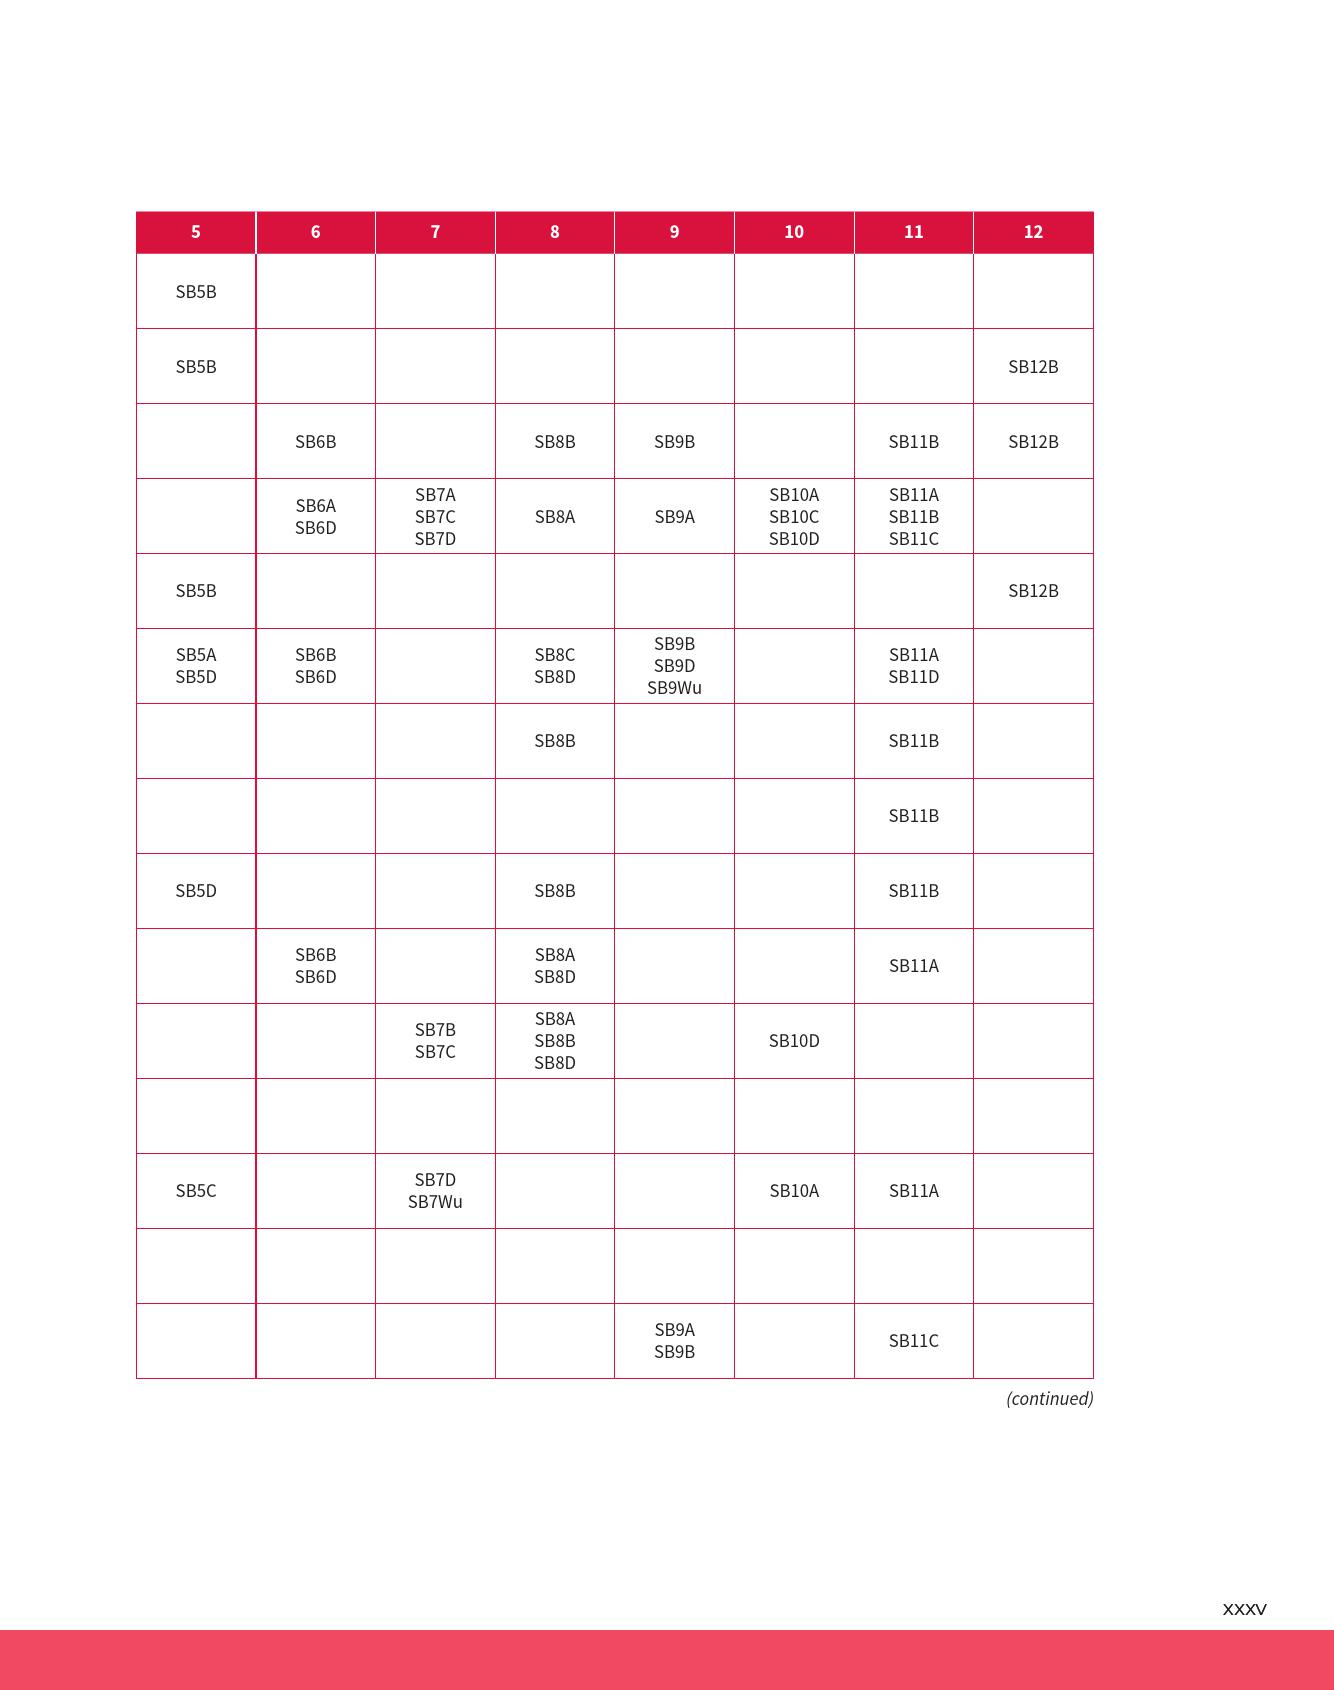 5 6 7 8 9 10 11 12
SB5B
SB5B SB12B
SB6B SB8B SB9B SB11B SB12B
SB6A
SB6D
SB7A
SB7C
SB7D
SB8A
SB9A
SB10A
SB10C
SB10D
SB11A
SB11B
SB11C
SB5B SB12B
SB5A
SB5D
SB6B
SB6D
SB8C
SB8D
SB9B
SB9D
SB9Wu
SB11A
SB11D
SB8B SB11B
SB11B
SB5D SB8B SB11B
SB6B
SB6D
SB8A
SB8D
SB11A
SB7B
SB7C
SB8A
SB8B
SB8D
SB10D
SB5C
SB7D
SB7Wu
SB10A
SB11A
SB9A
SB9B
SB11C
(continued)
XXXV